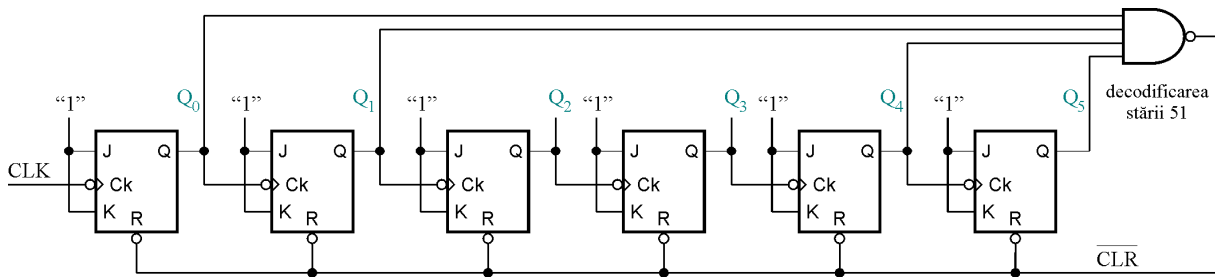 “1” Q0 “1” Q1 “1” Q2 “1” Q3 “1” Q4 “1” Q5
decodificarea
stării 51
J Q J Q J Q J Q J Q J Q
CLK
Ck Ck Ck Ck Ck Ck
K K K K K K
R R R R R R
CLR